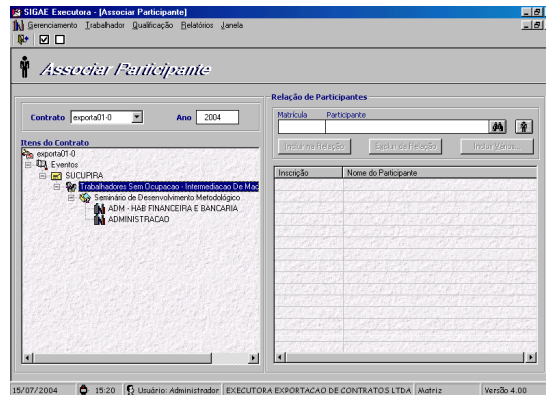 SIGAE Executora - [Associar Participante]
Gerenciamento Trabalhador Qualificação Relatórios Janela
Associar Participante
Relação de Participantes
Contrato exporta01-0 Ano 2004
Matrícula Participante
Incluir na Relação Excluir da Relação Incluir Vários...
Itens do Contrato
exporta01-0
Eventos
SUCUPIRA
Trabalhadores Sem Ocupacao - Intermediacao De Mac
Seminário de Desenvolvimento Metodológico
ADM - HAB FINANCEIRA E BANCARIA
ADMINISTRACAO
Inscrição Nome do Participante
15/07/2004 15:20 Usuário: Administrador EXECUTORA EXPORTACAO DE CONTRATOS LTDA Matriz Versão 4.00